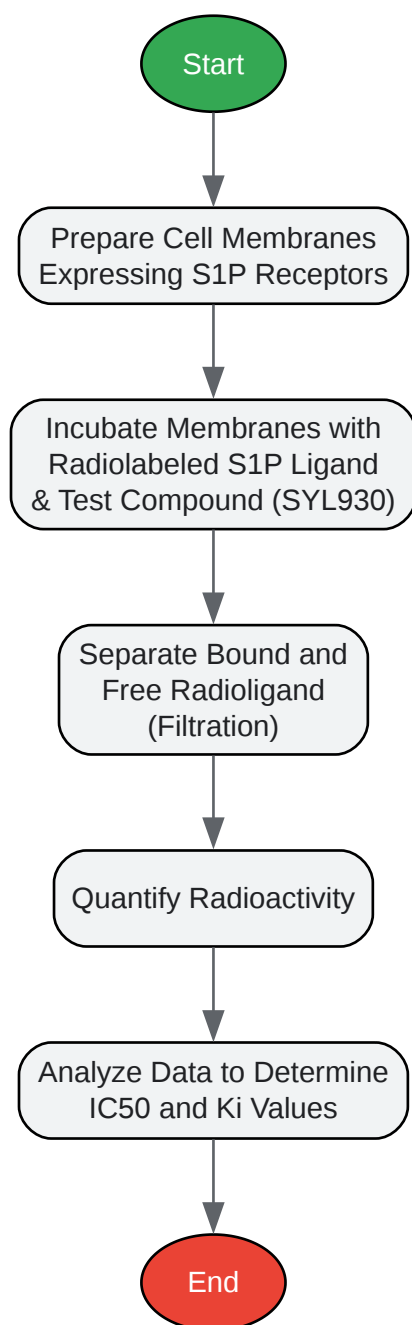 Start
Prepare Cell Membranes
Expressing S1P Receptors
Incubate Membranes with
Radiolabeled S1P Ligand
& Test Compound (SYL930)
Separate Bound and
Free Radioligand
(Filtration)
Quantify Radioactivity
Analyze Data to Determine
IC50 and Ki Values
End